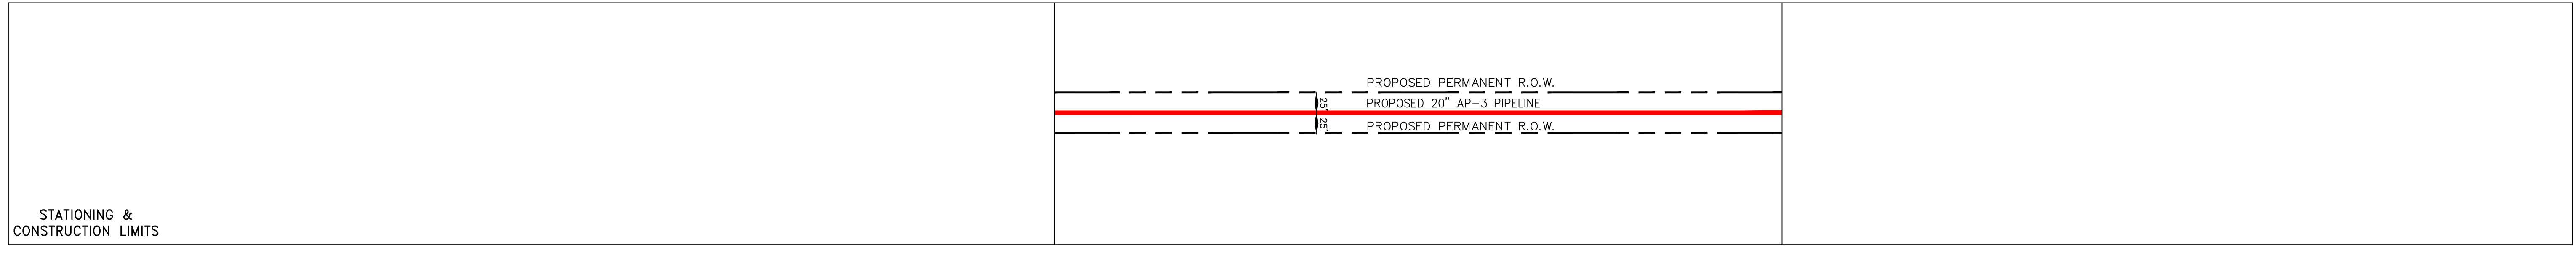 PROPOSED PERMANENT R.O.W.
25'
PROPOSED 20" AP-3 PIPELINE
25'
PROPOSED PERMANENT R.O.W.
STATIONING &
CONSTRUCTION LIMITS